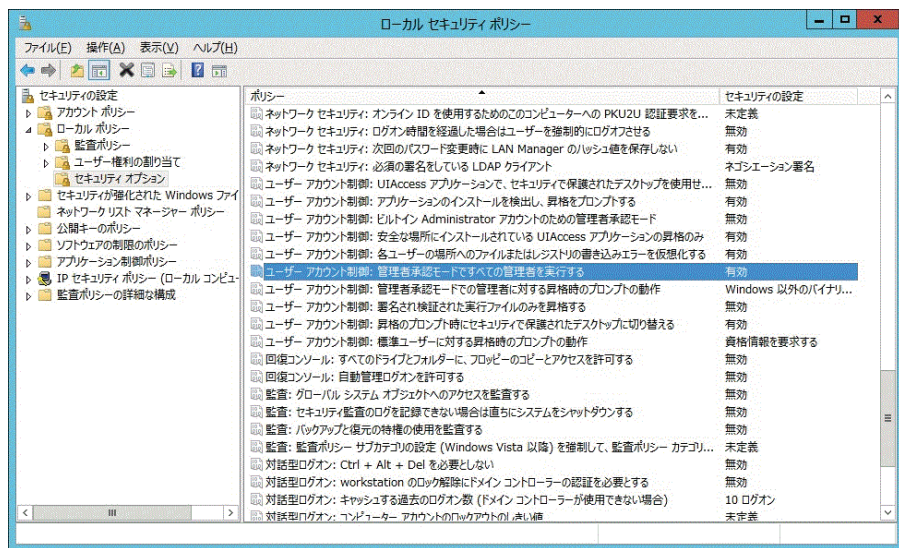 ローカル セキュリティ ポリシー
ファイル(F) 操作(A) 表示(V) ヘルプ(H)
セキュリティの設定
アカウント ポリシー
ローカル ポリシー
監査ポリシー
ユーザー権利の割り当て
セキュリティ オプション
セキュリティが強化された Windows ファイ
ネットワーク リスト マネージャー ポリシー
公開キーのポリシー
ソフトウェアの制限のポリシー
アプリケーション制御ポリシー
IP セキュリティ ポリシー (ローカル コンピュー
監査ポリシーの詳細な構成
ポリシー セキュリティの設定
ネットワーク セキュリティ: オンライン ID を使用するためのこのコンピューターへの PKU2U 認証要求を... 未定義
ネットワーク セキュリティ: ログオン時間を経過した場合はユーザーを強制的にログオフさせる 無効
ネットワーク セキュリティ: 次回のパスワード変更時に LAN Manager のハッシュ値を保存しない 有効
ネットワーク セキュリティ: 必須の署名をしている LDAP クライアント ネゴシエーション署名
ユーザー アカウント制御: UIAccess アプリケーションで、セキュリティで保護されたデスクトップを使用せ... 無効
ユーザー アカウント制御: アプリケーションのインストールを検出し、昇格をプロンプトする 有効
ユーザー アカウント制御: ビルトイン Administrator アカウントのための管理者承認モード 無効
ユーザー アカウント制御: 安全な場所にインストールされている UIAccess アプリケーションの昇格のみ 有効
ユーザー アカウント制御: 各ユーザーの場所へのファイルまたはレジストリの書き込みエラーを仮想化する 有効
ユーザー アカウント制御: 管理者承認モードですべての管理者を実行する 有効
ユーザー アカウント制御: 管理者承認モードでの管理者に対する昇格時のプロンプトの動作 Windows 以外のバイナリ...
ユーザー アカウント制御: 署名され検証された実行ファイルのみを昇格する 無効
ユーザー アカウント制御: 昇格のプロンプト時にセキュリティで保護されたデスクトップに切り替える 有効
ユーザー アカウント制御: 標準ユーザーに対する昇格時のプロンプトの動作 資格情報を要求する
回復コンソール: すべてのドライブとフォルダーに、フロッピーのコピーとアクセスを許可する 無効
回復コンソール: 自動管理ログオンを許可する 無効
監査: グローバル システム オブジェクトへのアクセスを監査する 無効
監査: セキュリティ監査のログを記録できない場合は直ちにシステムをシャットダウンする 無効
監査: バックアップと復元の特権の使用を監査する 無効
監査: 監査ポリシー サブカテゴリの設定 (Windows Vista 以降) を強制して、監査ポリシー カテゴリ... 未定義
対話型ログオン: Ctrl + Alt + Del を必要としない 無効
対話型ログオン: workstation のロック解除にドメイン コントローラーの認証を必要とする 無効
対話型ログオン: キャッシュする過去のログオン数 (ドメイン コントローラーが使用できない場合) 10 ログオン
対話型ログオン: コンピューター アカウントのロックアウトのしきい値 未定義